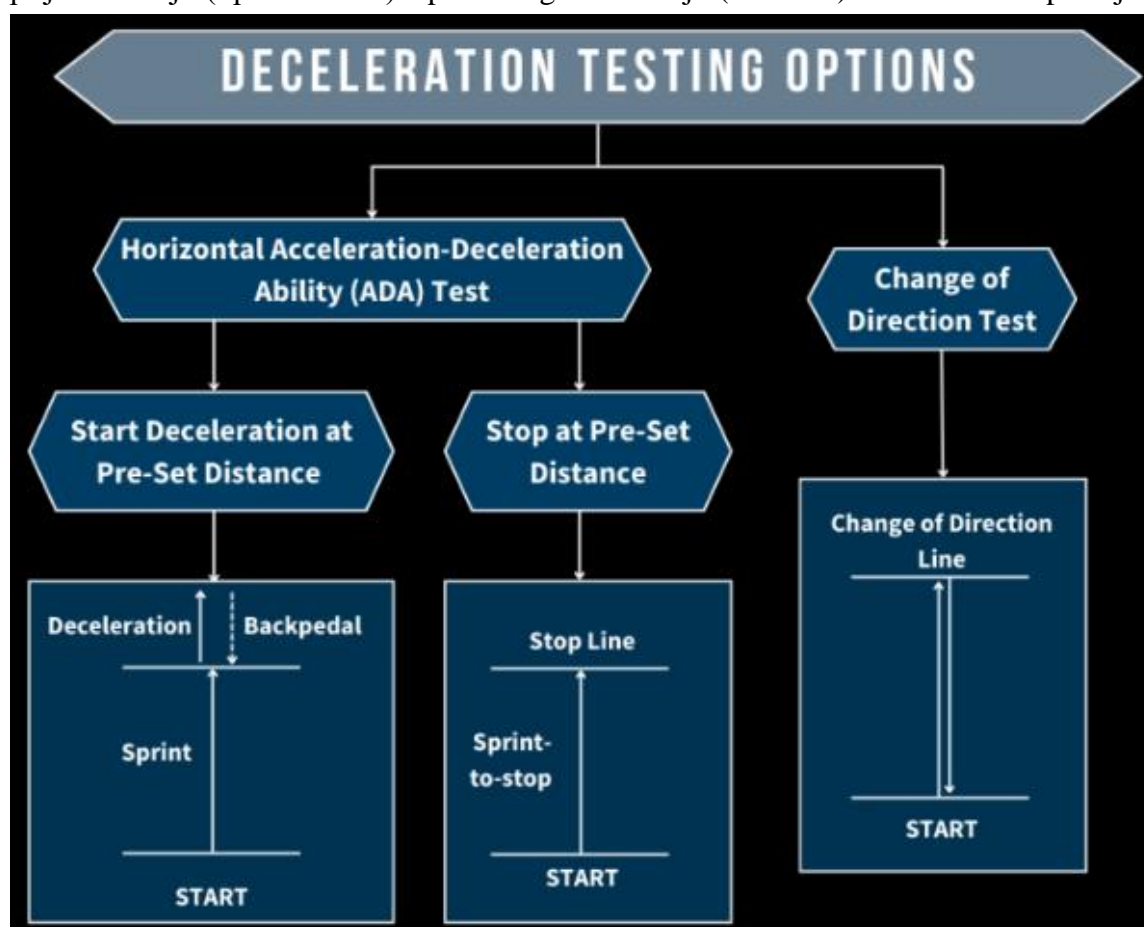 DECELERATION TESTING OPTIONS
Horizontal Acceleration-Deceleration
Ability (ADA) Test
Change of
Direction Test
Start Deceleration at
Pre-Set Distance
Stop at Pre-Set
Distance
Deceleration
Backpedal
Sprint
START
Stop Line
Sprint-
to-stop
START
Change of Direction
Line
START